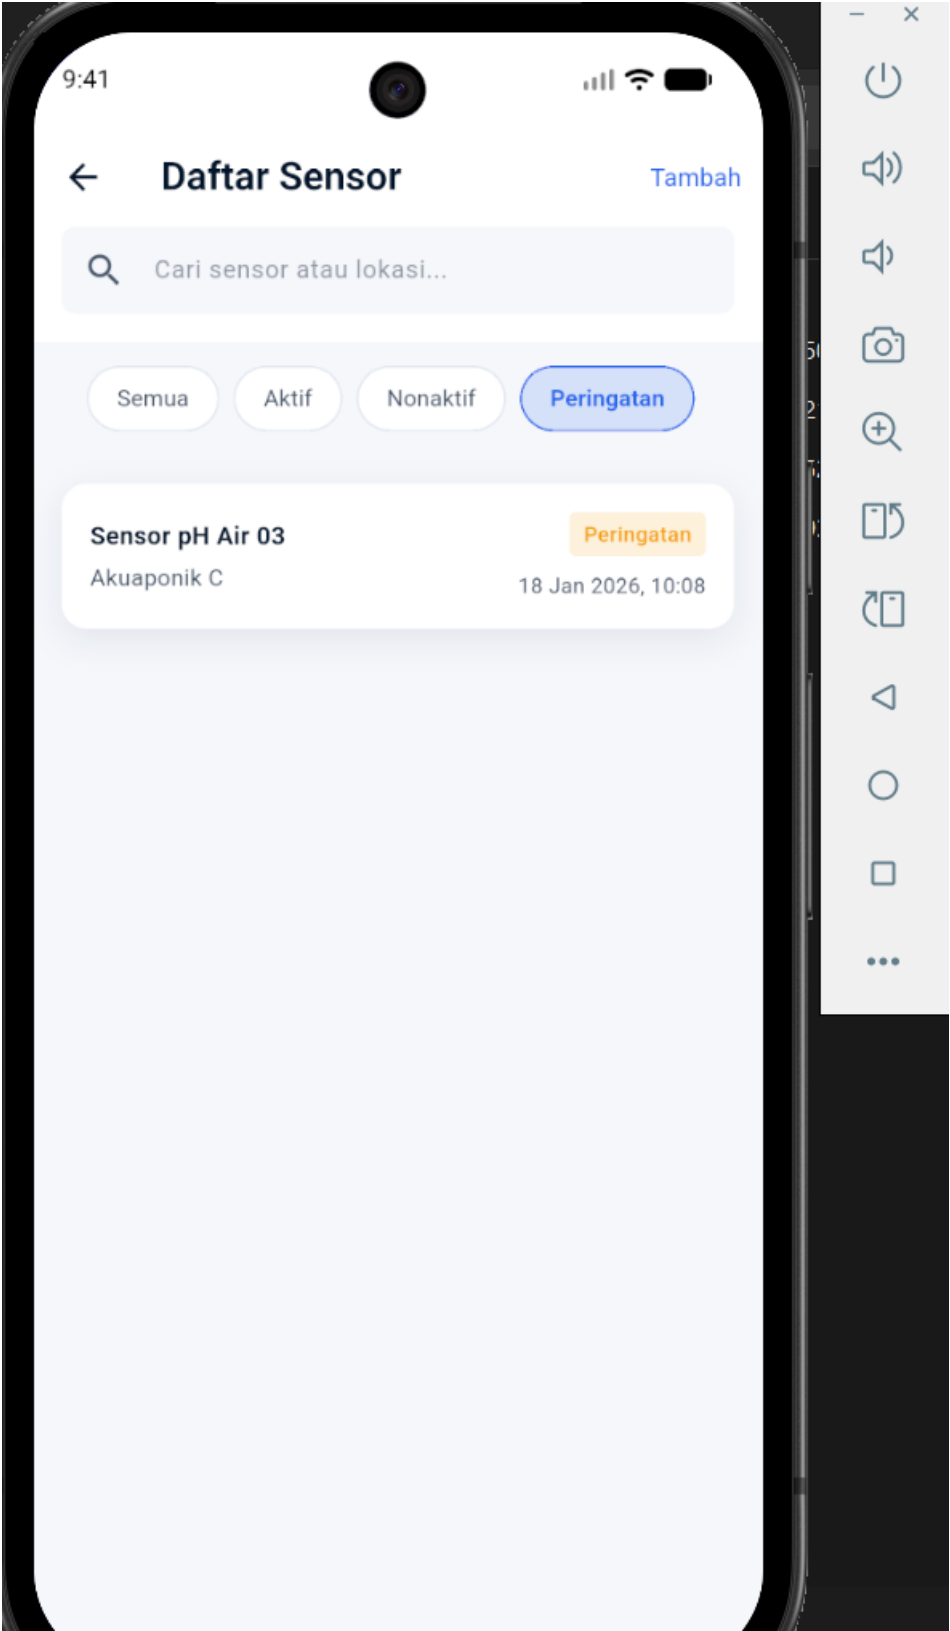 9:41
Daftar Sensor
Tambah
Cari sensor atau lokasi...
Semua
Aktif
Nonaktif
Peringatan
Sensor pH Air 03
Peringatan
Akuaponik C
18 Jan 2026, 10:08